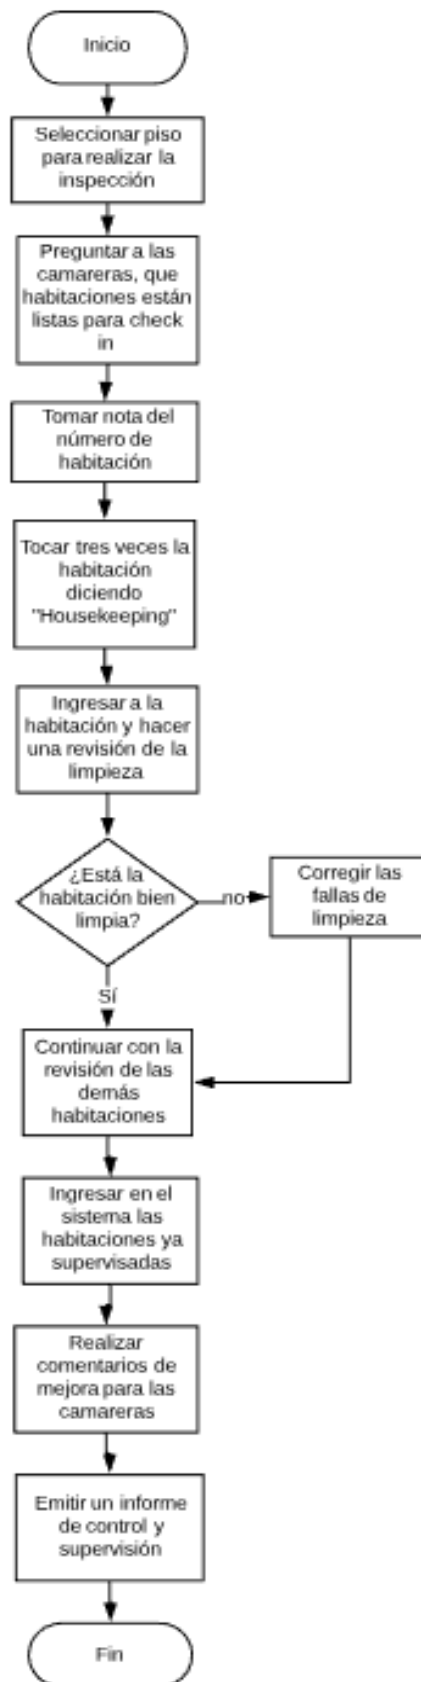 Inicio
Seleccionar piso
para realizar la
inspección
Preguntar a las
camareras, que
habitaciones están
listas para check
in
Tomar nota del
número de
habitación
Tocar tres veces la
habitación
diciendo
"Housekeeping"
Ingresar a la
habitación y hacer
una revisión de la
limpieza
¿Está la
habitación bien
limpia?
no
Corregir las
fallas de
limpieza
Sí
Continuar con la
revisión de las
demás
habitaciones
Ingresar en el
sistema las
habitaciones ya
supervisadas
Realizar
comentarios de
mejora para las
camareras
Emitir un informe
de control y
supervisión
Fin